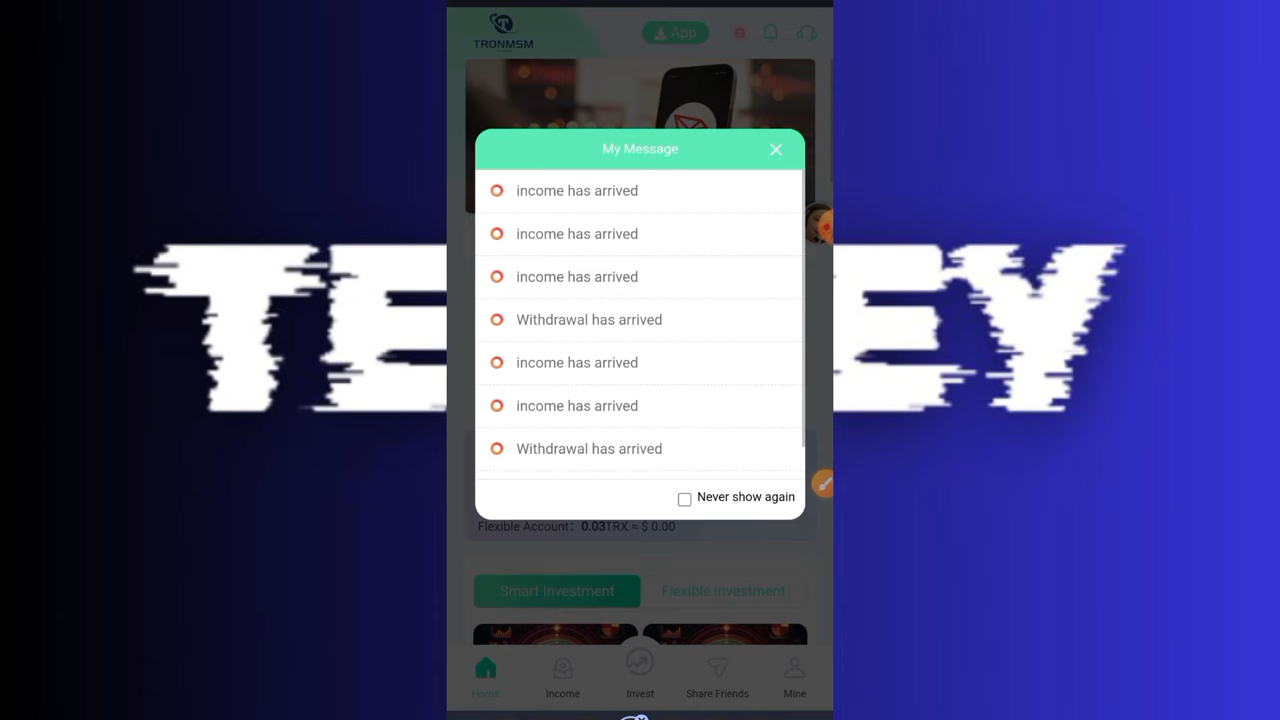 TRONMSM
App
My Message
income has arrived
income has arrived
income has arrived
Withdrawal has arrived
income has arrived
income has arrived
Withdrawal has arrived
Never show again
TE EY
Flexible Account: 0.03TRX ≈ $ 0.00
Smart Investment
Flexible investment
Home
Income
Invest
Share Friends
Mine